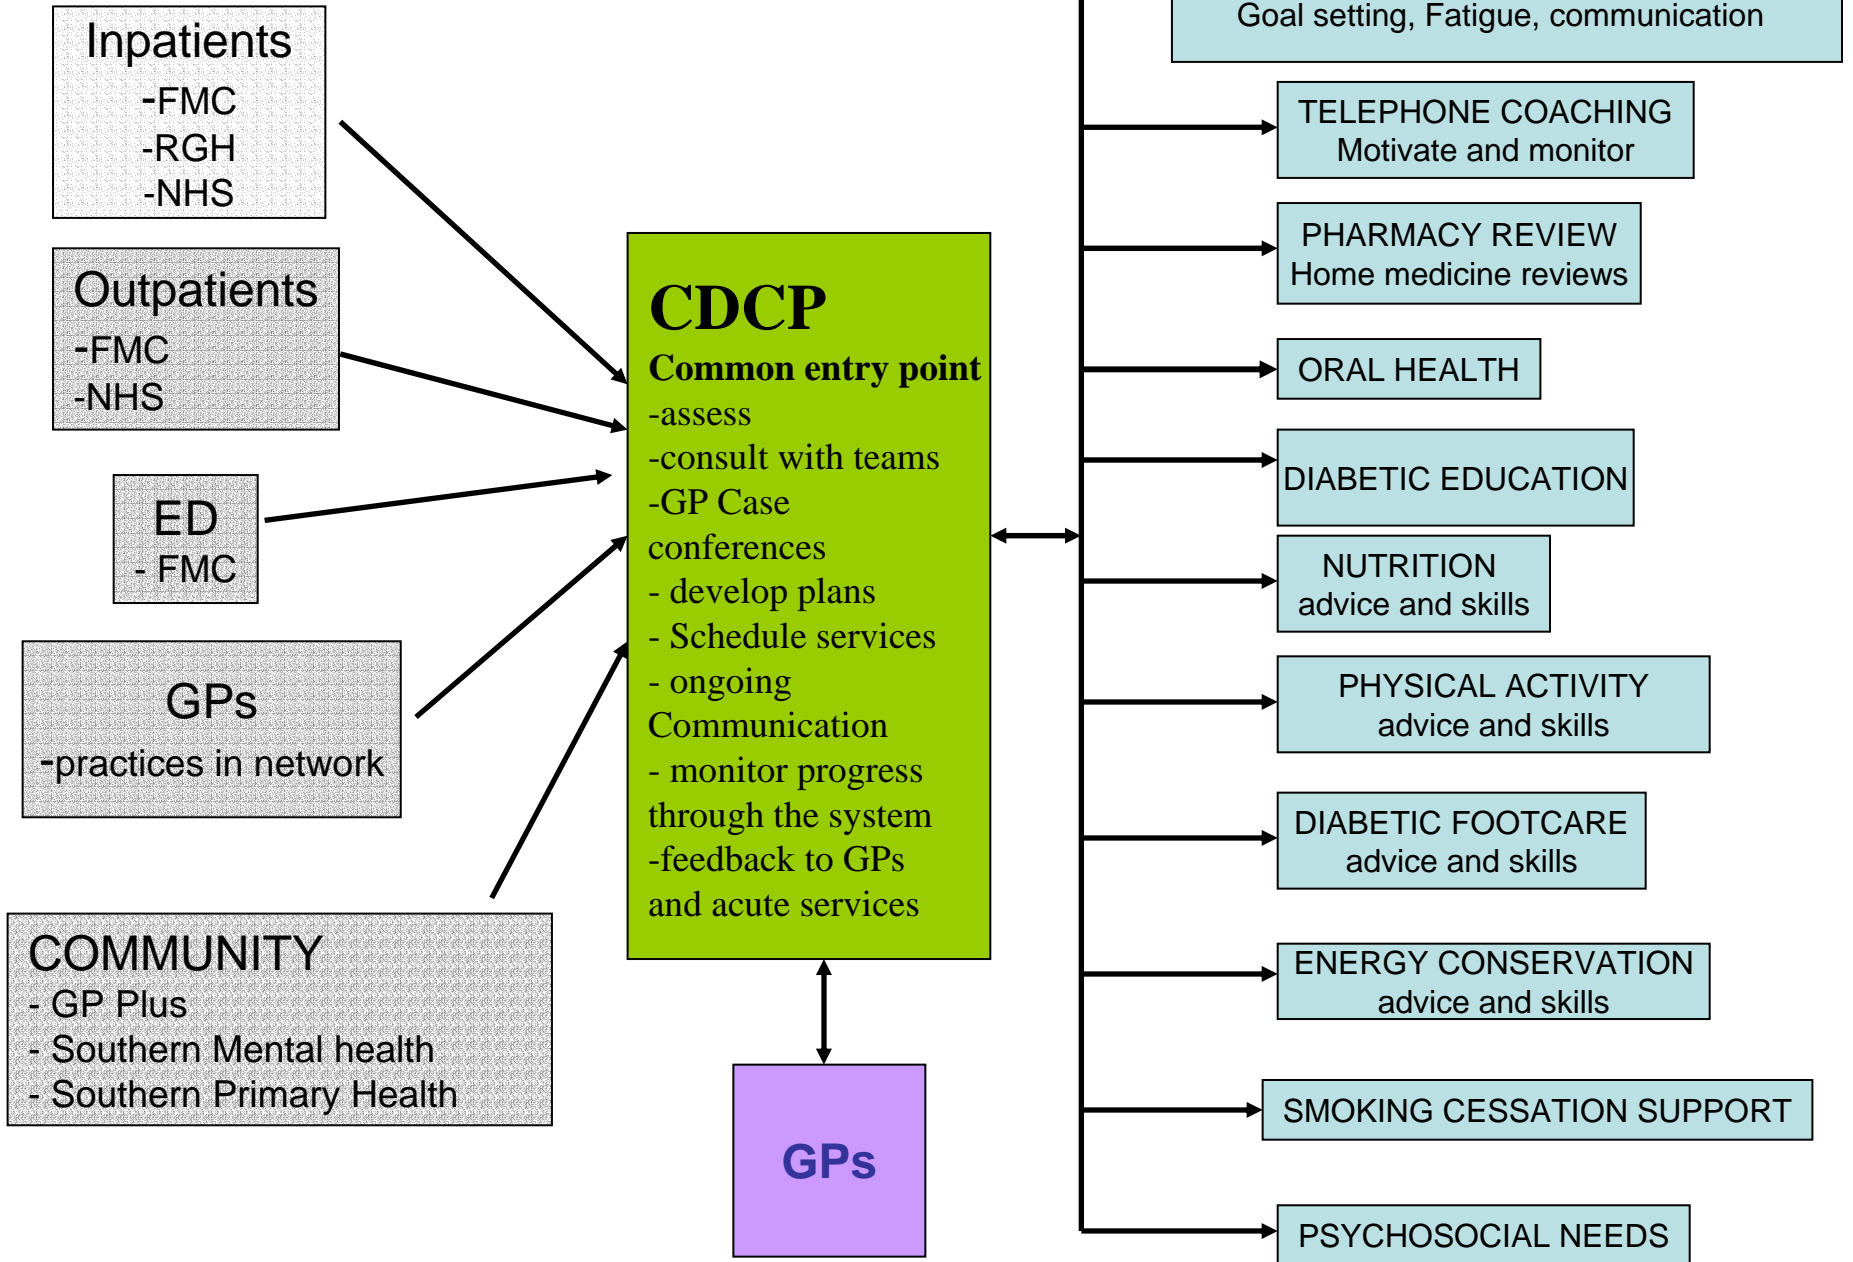 Inpatients
-FMC
-RGH
-NHS
Outpatients
-FMC
-NHS
ED
- FMC
GPs
-practices in network
COMMUNITY
- GP Plus
- Southern Mental health
- Southern Primary Health
CDCP
Common entry point
-assess
-consult with teams
-GP Case
conferences
- develop plans
- Schedule services
- ongoing
Communication
- monitor progress
through the system
-feedback to GPs
and acute services
GPs
Goal setting, Fatigue, communication
TELEPHONE COACHING
Motivate and monitor
PHARMACY REVIEW
Home medicine reviews
ORAL HEALTH
DIABETIC EDUCATION
NUTRITION
advice and skills
PHYSICAL ACTIVITY
advice and skills
DIABETIC FOOTCARE
advice and skills
ENERGY CONSERVATION
advice and skills
SMOKING CESSATION SUPPORT
PSYCHOSOCIAL NEEDS